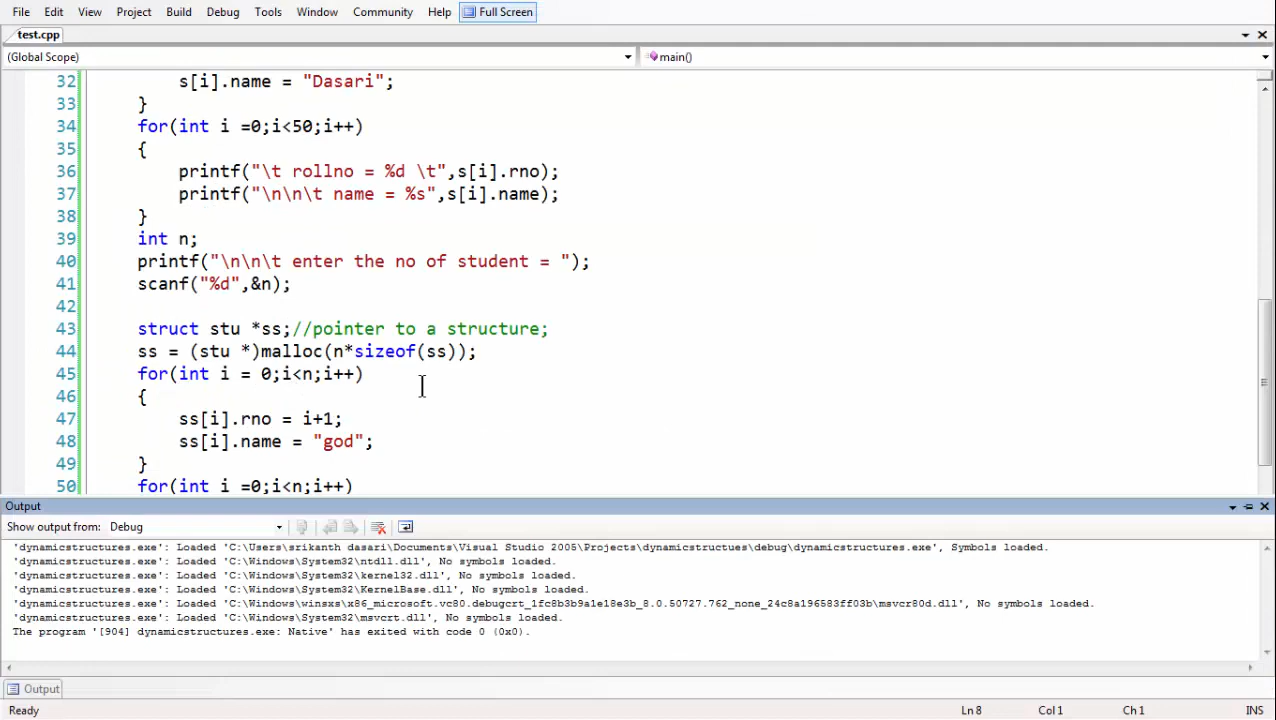 File Edit View Project Build Debug Tools Window Community Help Full Screen
test.cpp
(Global Scope) main()
32 s[i].name = "Dasari";
33 }
34 for(int i =0;i<50;i++)
35 {
36 printf("\t rollno = %d \t",s[i].rno);
37 printf("\n\n\t name = %s",s[i].name);
38 }
39 int n;
40 printf("\n\n\t enter the no of student = ");
41 scanf("%d",&n);
42
43 struct stu *ss;//pointer to a structure;
44 ss = (stu *)malloc(n*sizeof(ss));
45 for(int i = 0;i<n;i++)
46 {
47 ss[i].rno = i+1;
48 ss[i].name = "god";
49 }
50 for(int i =0;i<n;i++)
Output
Show output from: Debug
'dynamicstructures.exe': Loaded 'C:\Users\srikanth dasari\Documents\Visual Studio 2005\Projects\dynamicstructues\debug\dynamicstructures.exe', Symbols loaded.
'dynamicstructures.exe': Loaded 'C:\Windows\System32\ntdll.dll', No symbols loaded.
'dynamicstructures.exe': Loaded 'C:\Windows\System32\kernel32.dll', No symbols loaded.
'dynamicstructures.exe': Loaded 'C:\Windows\System32\KernelBase.dll', No symbols loaded.
'dynamicstructures.exe': Loaded 'C:\Windows\winsxs\x86_microsoft.vc80.debugcrt_1fc8b3b9a1e18e3b_8.0.50727.762_none_24c8a196583ff03b\msvcr80d.dll', No symbols loaded.
'dynamicstructures.exe': Loaded 'C:\Windows\System32\msvcrt.dll', No symbols loaded.
The program '[904] dynamicstructures.exe: Native' has exited with code 0 (0x0).
Output
Ready Ln 8 Col 1 Ch 1 INS